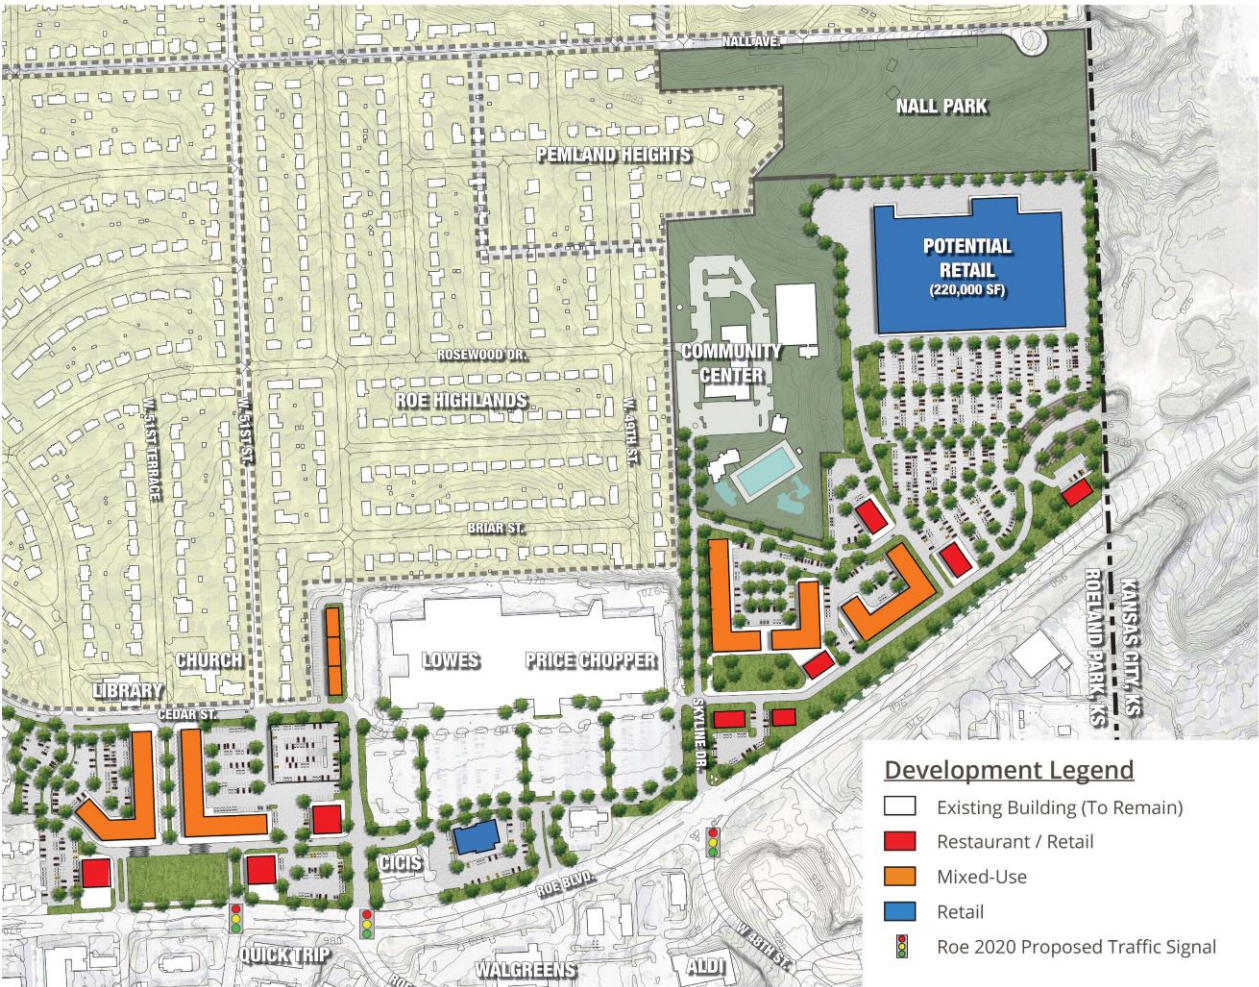 NALL AVE.
NALL PARK
PEMLAND HEIGHTS
POTENTIAL
RETAIL
(220,000 SF)
COMMUNITY
CENTER
ROSEWOOD DR.
ROE HIGHLANDS
W. 51ST TERRACE
W. 51ST ST.
W. 49TH ST.
BRIAR ST.
KANSAS CITY, KS
ROELAND PARK, KS
CHURCH
LOWES
PRICE CHOPPER
LIBRARY
CEDAR ST.
SKYLINE DR.
CICIS
ROE BLVD.
QUICK TRIP
WALGREENS
ALDI
W 48TH ST.
Development Legend
Existing Building (To Remain)
Restaurant / Retail
Mixed-Use
Retail
Roe 2020 Proposed Traffic Signal